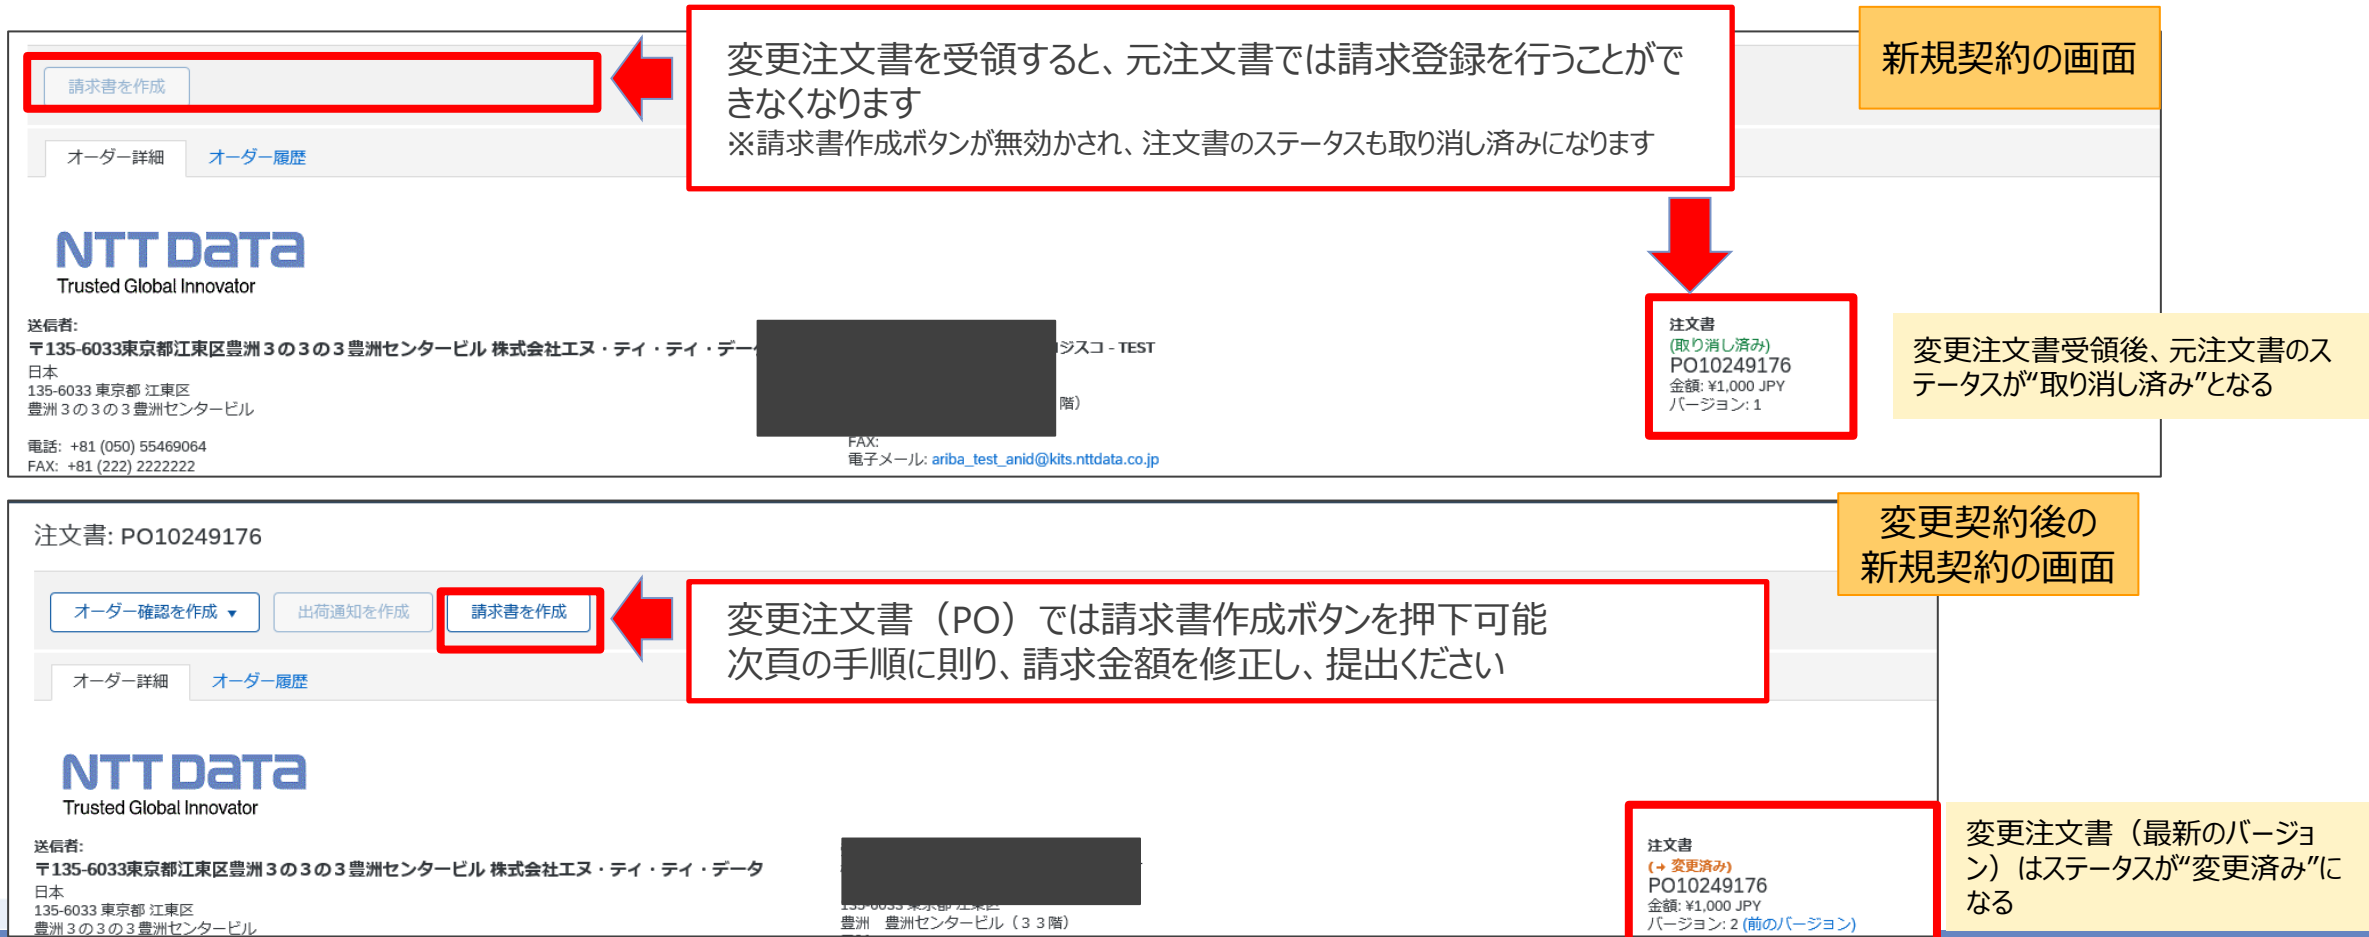 新規契約の画面
変更注文書を受領すると、元注文書では請求登録を行うことがで
きなくなります
※請求書作成ボタンが無効かされ、注文書のステータスも取り消し済みになります
請求書を作成
オーダー詳細 オーダー履歴
NTT DATA
Trusted Global Innovator
送信者:
〒135-6033東京都江東区豊洲３の３の３豊洲センタービル 株式会社エヌ・ティ・ティ・デー
日本
135-6033 東京都 江東区
豊洲３の３の３豊洲センタービル
電話: +81 (050) 55469064
FAX: +81 (222) 2222222
ジスコ - TEST
階）
FAX:
電子メール: ariba_test_anid@kits.nttdata.co.jp
注文書
(取り消し済み)
PO10249176
金額: ¥1,000 JPY
バージョン: 1
変更注文書受領後、元注文書のス
テータスが“取り消し済み”となる
変更契約後の
新規契約の画面
注文書: PO10249176
オーダー確認を作成 ▼ 出荷通知を作成 請求書を作成
変更注文書（PO）では請求書作成ボタンを押下可能
次頁の手順に則り、請求金額を修正し、提出ください
オーダー詳細 オーダー履歴
NTT DATA
Trusted Global Innovator
送信者:
〒135-6033東京都江東区豊洲３の３の３豊洲センタービル 株式会社エヌ・ティ・ティ・データ
日本
135-6033 東京都 江東区
豊洲３の３の３豊洲センタービル
135-6033 東京都 江東区
豊洲　豊洲センタービル（３３階）
注文書
(→ 変更済み)
PO10249176
金額: ¥1,000 JPY
バージョン: 2 (前のバージョン)
変更注文書（最新のバージョ
ン）はステータスが“変更済み”に
なる